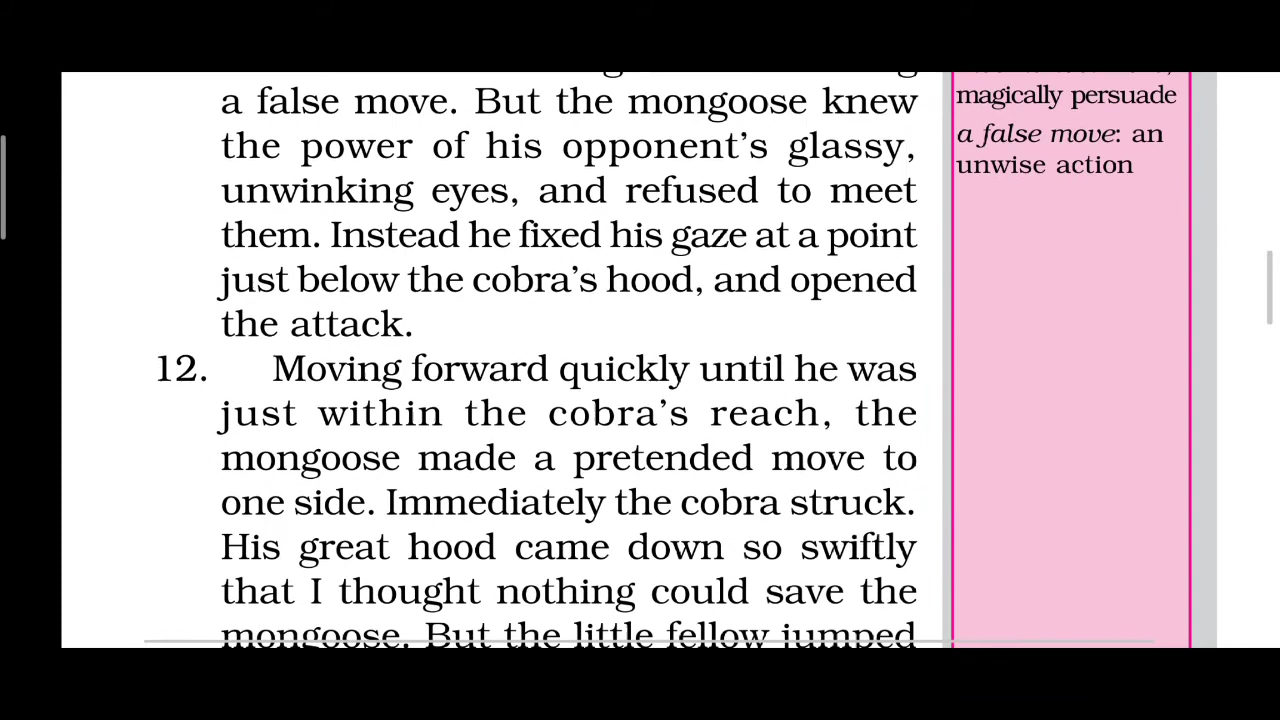 a false move. But the mongoose knew
the power of his opponent's glassy,
unwinking eyes, and refused to meet
them. Instead he fixed his gaze at a point
just below the cobra's hood, and opened
the attack.
12. Moving forward quickly until he was
just within the cobra's reach, the
mongoose made a pretended move to
one side. Immediately the cobra struck.
His great hood came down so swiftly
that I thought nothing could save the
mongoose. But the little fellow jumped
magically persuade
a false move: an
unwise action